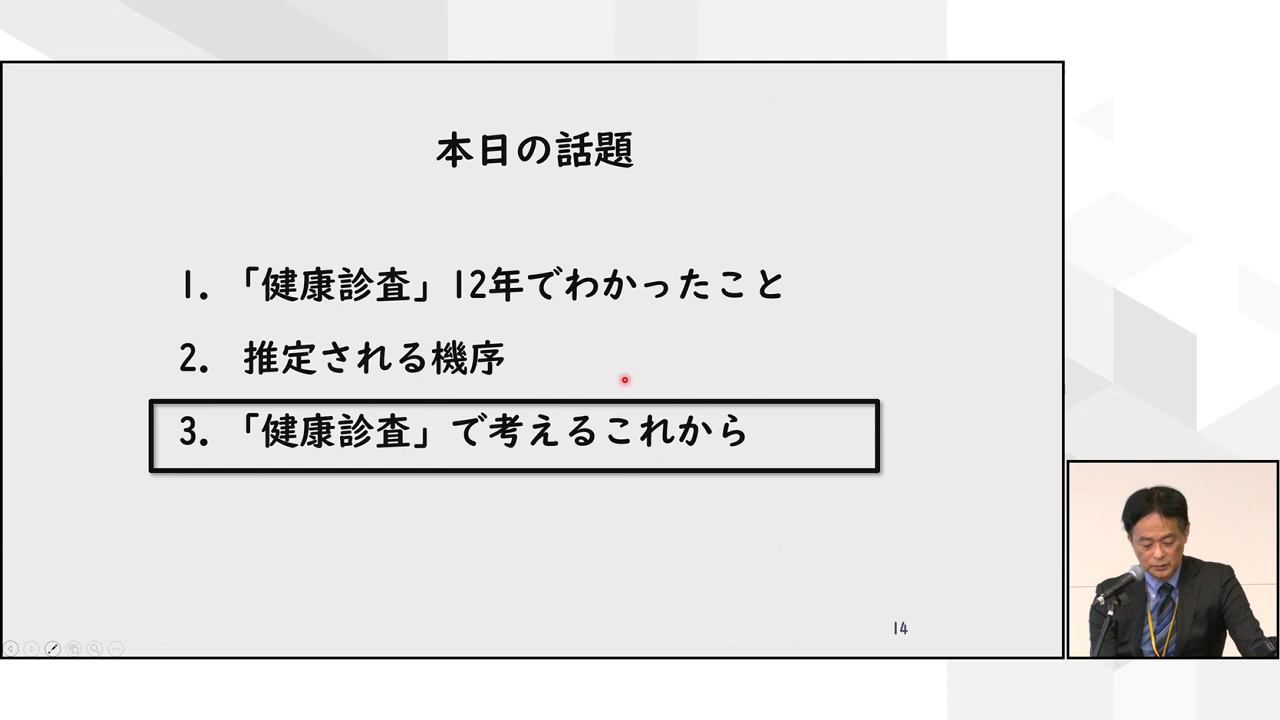 本日の話題
1. 「健康診査」12年でわかったこと
2. 推定される機序
3. 「健康診査」で考えるこれから
14